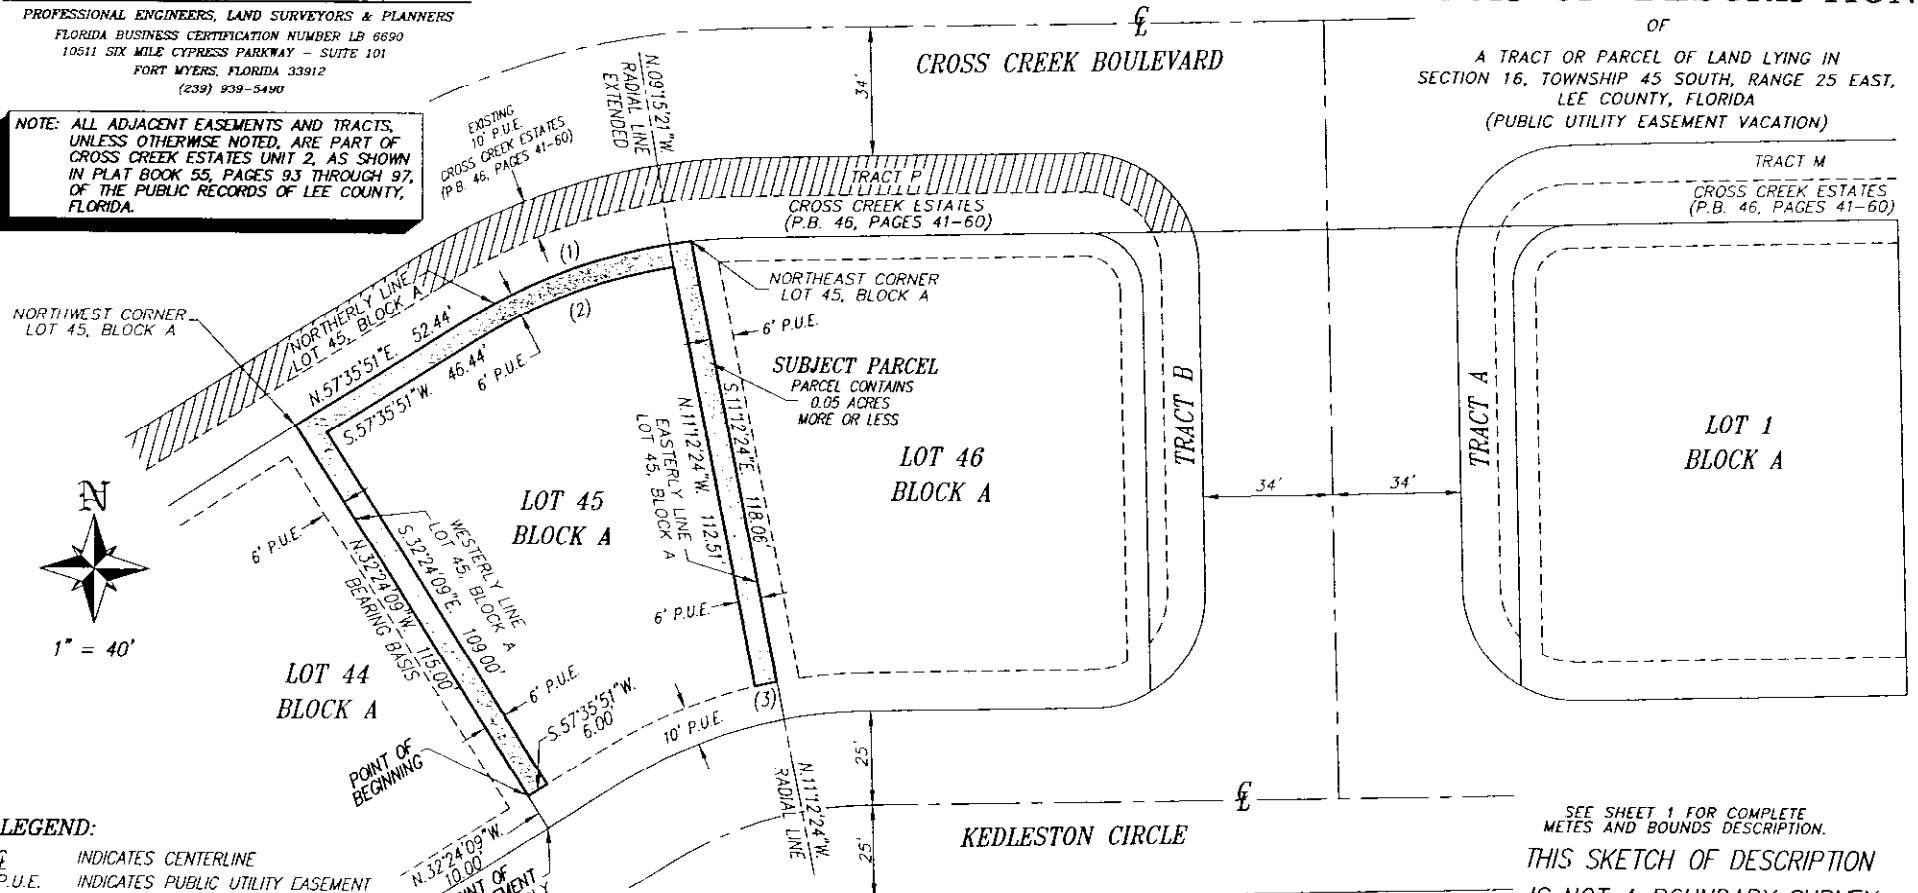 PROFESSIONAL ENGINEERS, LAND SURVEYORS & PLANNERS
FLORIDA BUSINESS CERTIFICATION NUMBER LB 6690
10511 SIX MILE CYPRESS PARKWAY – SUITE 101
FORT MYERS, FLORIDA 33912
(239) 939-5490
NOTE: ALL ADJACENT EASEMENTS AND TRACTS,
UNLESS OTHERWISE NOTED, ARE PART OF
CROSS CREEK ESTATES UNIT 2, AS SHOWN
IN PLAT BOOK 55, PAGES 93 THROUGH 97,
OF THE PUBLIC RECORDS OF LEE COUNTY,
FLORIDA.
OF
A TRACT OR PARCEL OF LAND LYING IN
SECTION 16, TOWNSHIP 45 SOUTH, RANGE 25 EAST,
LEE COUNTY, FLORIDA
(PUBLIC UTILITY EASEMENT VACATION)
CROSS CREEK BOULEVARD
34'
N.09°15'21"W.
RADIAL LINE
EXTENDED
EXISTING
10' P.U.E.
CROSS CREEK ESTATES
(P.B. 46, PAGES 41-60)
TRACT P
CROSS CREEK ESTATES
(P.B. 46, PAGES 41-60)
TRACT M
CROSS CREEK ESTATES
(P.B. 46, PAGES 41-60)
NORTHWEST CORNER
LOT 45, BLOCK A
NORTHERLY LINE
LOT 45, BLOCK A
(1)
(2)
NORTHEAST CORNER
LOT 45, BLOCK A
N.57°35'51"E. 52.44'
S.57°35'51"W. 46.44'
6' P.U.E.
6' P.U.E.
SUBJECT PARCEL
PARCEL CONTAINS
0.05 ACRES
MORE OR LESS
S.11°12'24"E. 118.06'
N.11°12'24"W. 112.51'
EASTERLY LINE
LOT 45, BLOCK A
LOT 45
BLOCK A
LOT 46
BLOCK A
TRACT B
34'
34'
TRACT A
LOT 1
BLOCK A
N
1" = 40'
6' P.U.E.
WESTERLY LINE
LOT 45, BLOCK A
S.32°24'09"E. 109.00'
N.32°24'09"W. 115.00'
BEARING BASIS
6' P.U.E.
LOT 44
BLOCK A
6' P.U.E.
S.57°35'51"W.
6.00'
(3)
10' P.U.E.
POINT OF
BEGINNING
N.11°12'24"W.
RADIAL LINE
25'
25'
KEDLESTON CIRCLE
N.32°24'09"W.
10.00'
LEGEND:
INDICATES CENTERLINE
P.U.E. INDICATES PUBLIC UTILITY EASEMENT
SEE SHEET 1 FOR COMPLETE
METES AND BOUNDS DESCRIPTION.
THIS SKETCH OF DESCRIPTION
IS NOT A BOUNDARY SURVEY